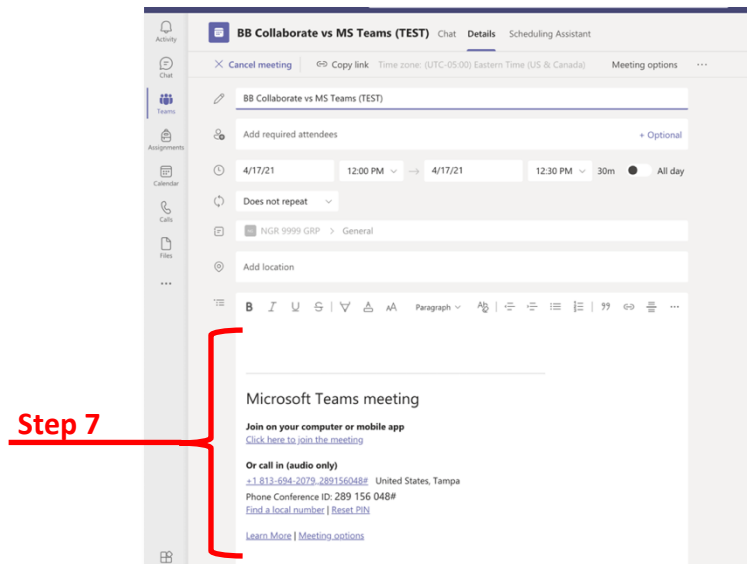 Activity
Chat
Teams
Assignments
Calendar
Calls
Files
BB Collaborate vs MS Teams (TEST) Chat Details Scheduling Assistant
Cancel meeting Copy link Time zone: (UTC-05:00) Eastern Time (US & Canada) Meeting options ...
BB Collaborate vs MS Teams (TEST)
Add required attendees + Optional
4/17/21 12:00 PM → 4/17/21 12:30 PM 30m All day
Does not repeat
NGR 9999 GRP > General
Add location
B I U S A AA Paragraph Ab
Microsoft Teams meeting
Join on your computer or mobile app
Click here to join the meeting
Or call in (audio only)
+1 813-694-2079,,289156048# United States, Tampa
Phone Conference ID: 289 156 048#
Find a local number | Reset PIN
Learn More | Meeting options
Step 7